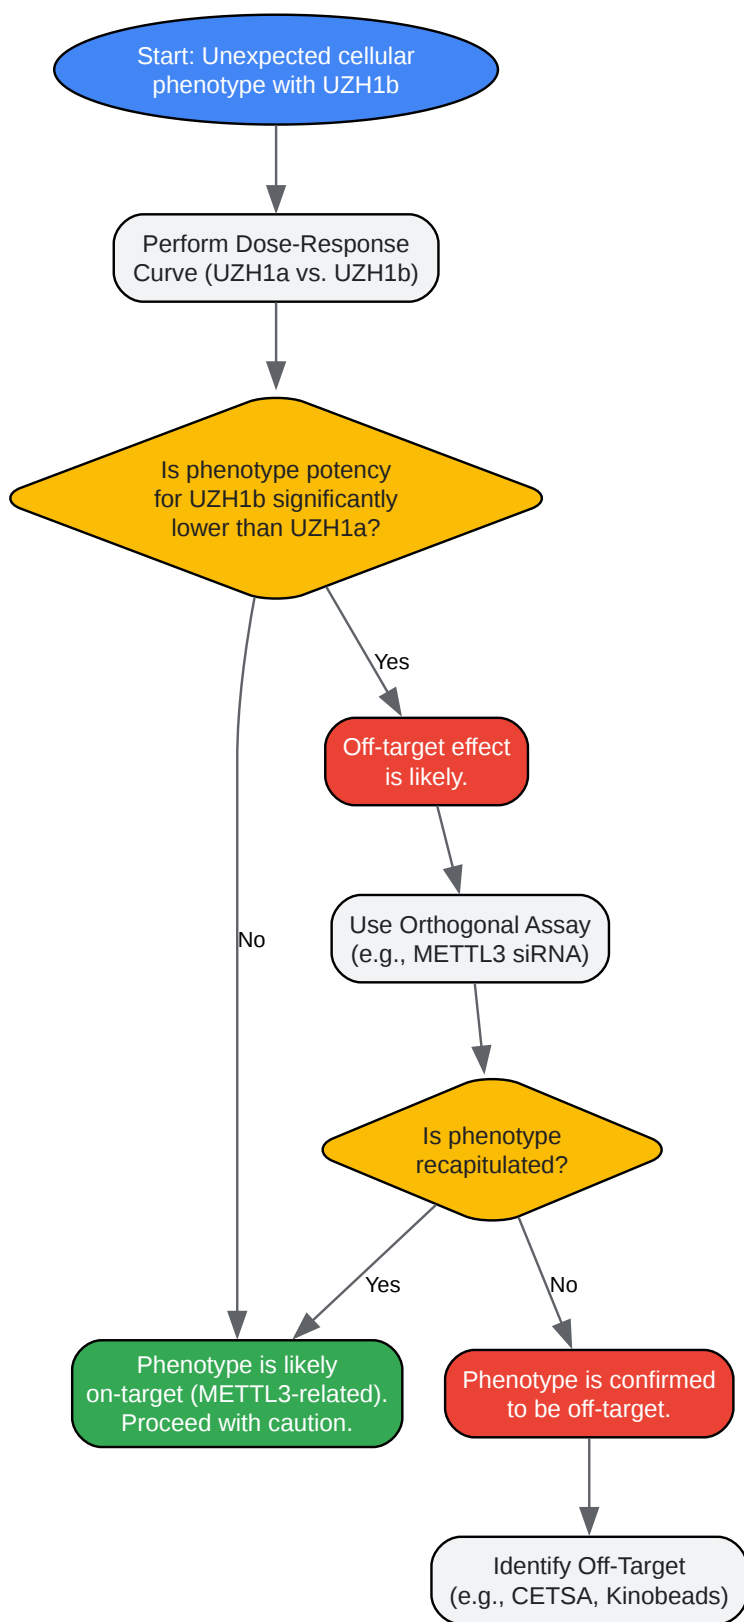 Start: Unexpected cellular
phenotype with UZH1b
Perform Dose-Response
Curve (UZH1a vs. UZH1b)
Is phenotype potency
for UZH1b significantly
lower than UZH1a?
Yes
Off-target effect
is likely.
Use Orthogonal Assay
(e.g., METTL3 siRNA)
No
Is phenotype
recapitulated?
Yes
No
Phenotype is likely
on-target (METTL3-related).
Proceed with caution.
Phenotype is confirmed
to be off-target.
Identify Off-Target
(e.g., CETSA, Kinobeads)